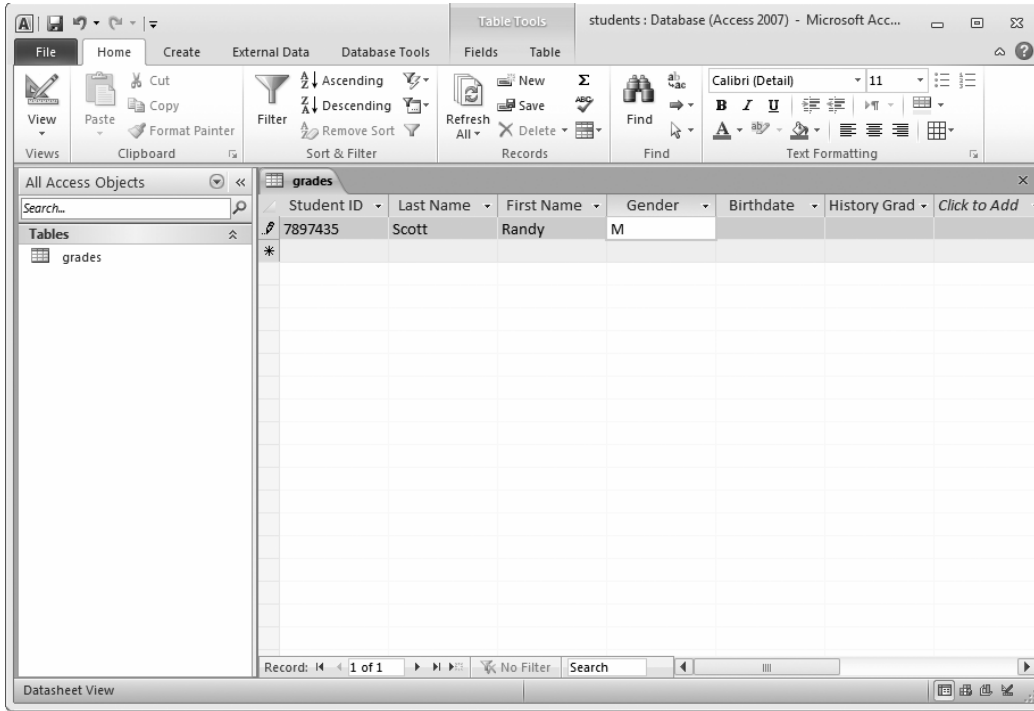 Table Tools students : Database (Access 2007) - Microsoft Acc...
File Home Create External Data Database Tools Fields Table
View
Views
Paste
Cut
Copy
Format Painter
Clipboard
Filter
Ascending
Descending
Remove Sort
Sort & Filter
Refresh
All
New
Save
Delete
Σ
ABC
Records
Find
ab
ac
Find
Calibri (Detail) 11
B I U
A ab
Text Formatting
All Access Objects
Search...
Tables
grades
grades
Student ID Last Name First Name Gender Birthdate History Grad Click to Add
7897435 Scott Randy M
Record: 1 of 1 No Filter Search
Datasheet View